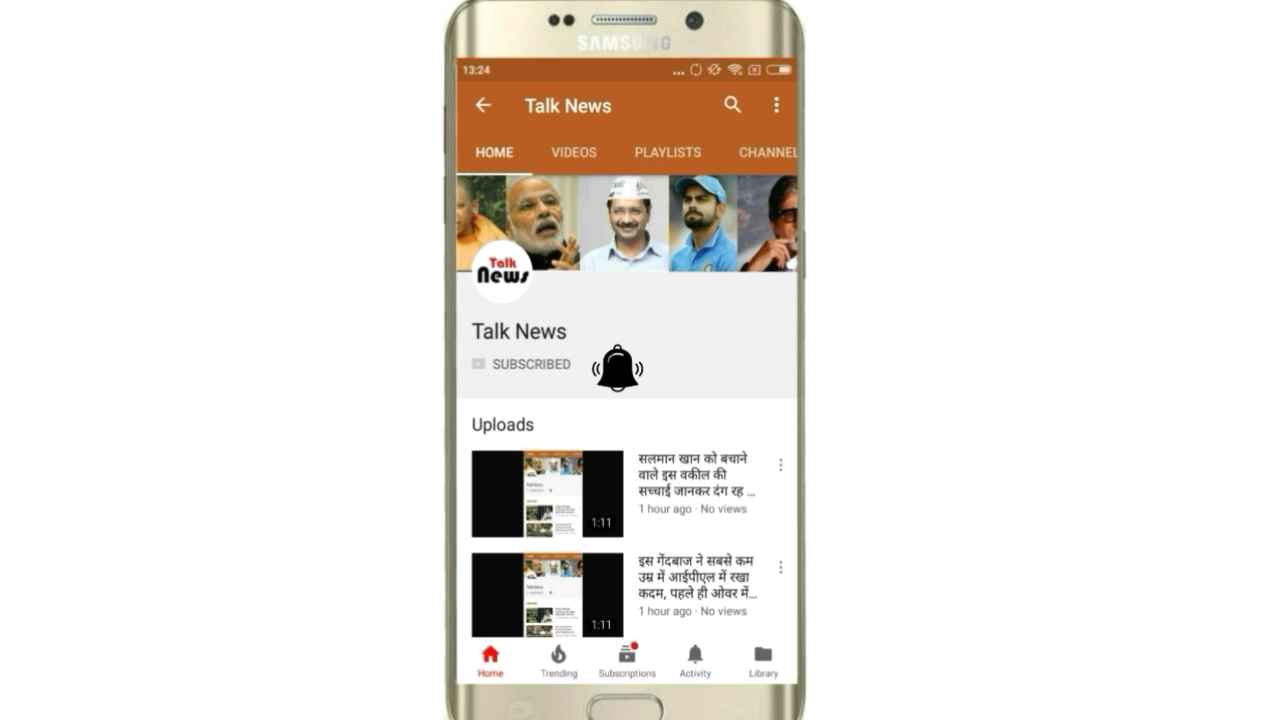 SAMSUNG
13:24
Talk News
HOME VIDEOS PLAYLISTS CHANNEL
Talk
News
Talk News
SUBSCRIBED
Uploads
सलमान खान को बचाने
वाले इस वकील की
सच्चाई जानकर दंग रह ...
1 hour ago · No views
1:11
इस गेंदबाज ने सबसे कम
उम्र में आईपीएल में रखा
कदम, पहले ही ओवर में...
1 hour ago · No views
1:11
Home Trending Subscriptions Activity Library